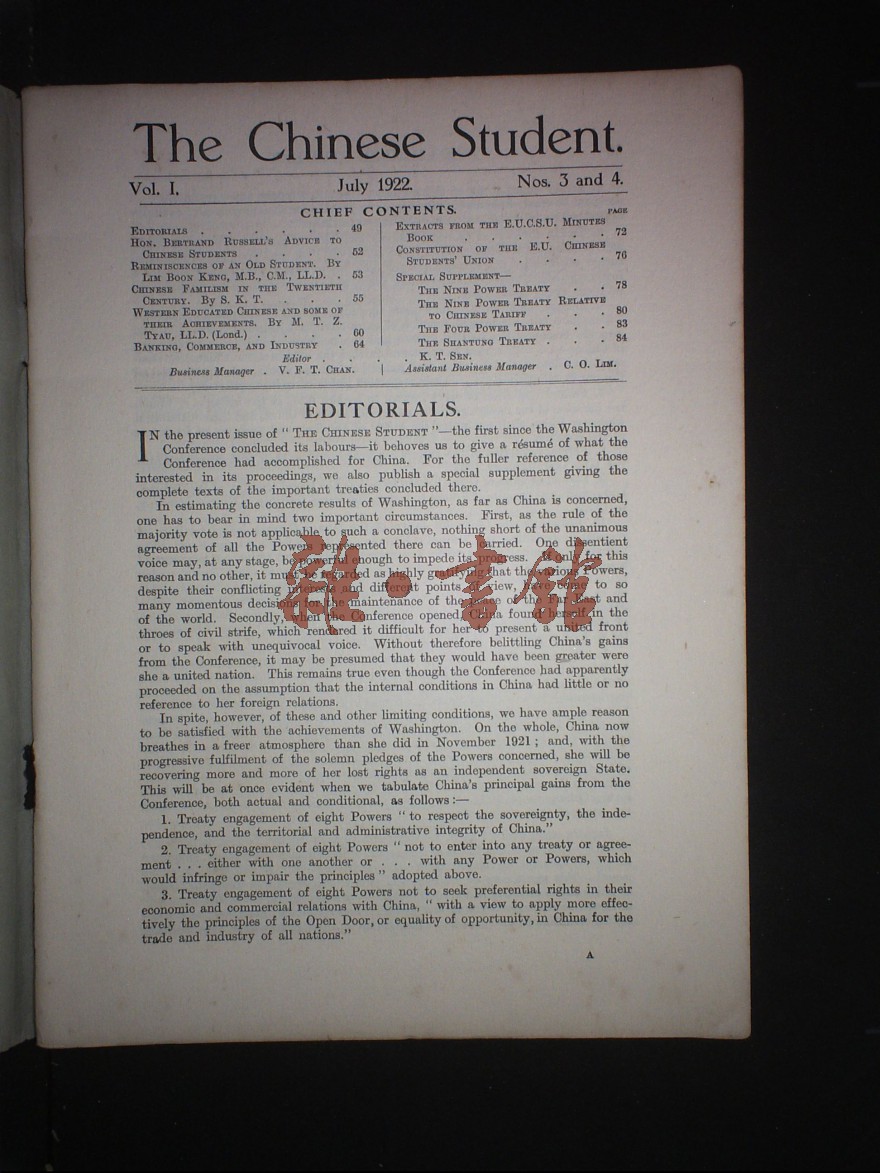 The Chinese Student.
Vol. I. July 1922. Nos. 3 and 4.
CHIEF CONTENTS.
EDITORIALS . . . . . . 49
HON. BERTRAND RUSSELL'S ADVICE TO
CHINESE STUDENTS . . . . 52
REMINISCENCES OF AN OLD STUDENT. BY
LIM BOON KENG, M.B., C.M., LL.D. . 53
CHINESE FAMILISM IN THE TWENTIETH
CENTURY. By S. K. T. . . . 55
WESTERN EDUCATED CHINESE AND SOME OF
THEIR ACHIEVEMENTS. BY M. T. Z.
TYAU, LL.D. (Lond.) . . . . 60
BANKING, COMMERCE, AND INDUSTRY . 64
PAGE
EXTRACTS FROM THE E.U.C.S.U. MINUTES
BOOK . . . . . . 72
CONSTITUTION OF THE E.U. CHINESE
STUDENTS' UNION . . . . 76
SPECIAL SUPPLEMENT—
THE NINE POWER TREATY . . 78
THE NINE POWER TREATY RELATIVE
TO CHINESE TARIFF . . . 80
THE FOUR POWER TREATY . . 83
THE SHANTUNG TREATY . . . 84
Editor . . . . K. T. SEN.
Business Manager . V. F. T. CHAN. | Assistant Business Manager . C. O. LIM.
EDITORIALS.
IN the present issue of " THE CHINESE STUDENT "—the first since the Washington
Conference concluded its labours—it behoves us to give a résumé of what the
Conference had accomplished for China. For the fuller reference of those
interested in its proceedings, we also publish a special supplement giving the
complete texts of the important treaties concluded there.
In estimating the concrete results of Washington, as far as China is concerned,
one has to bear in mind two important circumstances. First, as the rule of the
majority vote is not applicable to such a conclave, nothing short of the unanimous
agreement of all the Powers represented there can be carried. One dissentient
voice may, at any stage, be powerful enough to impede its progress. If only for this
reason and no other, it must be regarded as highly gratifying that the various Powers,
despite their conflicting interests and different points of view, have come to so
many momentous decisions for the maintenance of the peace of the Far East and
of the world. Secondly, when the Conference opened, China found herself in the
throes of civil strife, which rendered it difficult for her to present a united front
or to speak with unequivocal voice. Without therefore belittling China's gains
from the Conference, it may be presumed that they would have been greater were
she a united nation. This remains true even though the Conference had apparently
proceeded on the assumption that the internal conditions in China had little or no
reference to her foreign relations.
In spite, however, of these and other limiting conditions, we have ample reason
to be satisfied with the achievements of Washington. On the whole, China now
breathes in a freer atmosphere than she did in November 1921 ; and, with the
progressive fulfilment of the solemn pledges of the Powers concerned, she will be
recovering more and more of her lost rights as an independent sovereign State.
This will be at once evident when we tabulate China's principal gains from the
Conference, both actual and conditional, as follows :—
1. Treaty engagement of eight Powers " to respect the sovereignty, the inde-
pendence, and the territorial and administrative integrity of China."
2. Treaty engagement of eight Powers " not to enter into any treaty or agree-
ment . . . either with one another or . . . with any Power or Powers, which
would infringe or impair the principles " adopted above.
3. Treaty engagement of eight Powers not to seek preferential rights in their
economic and commercial relations with China, " with a view to apply more effec-
tively the principles of the Open Door, or equality of opportunity, in China for the
trade and industry of all nations."
A